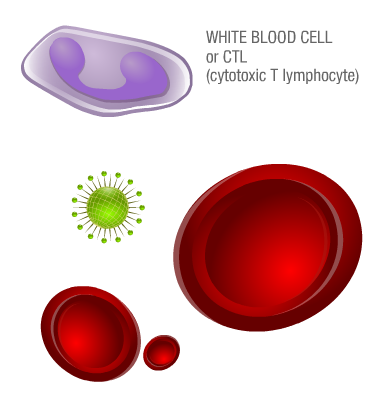 WHITE BLOOD CELL
or CTL
(cytotoxic T lymphocyte)